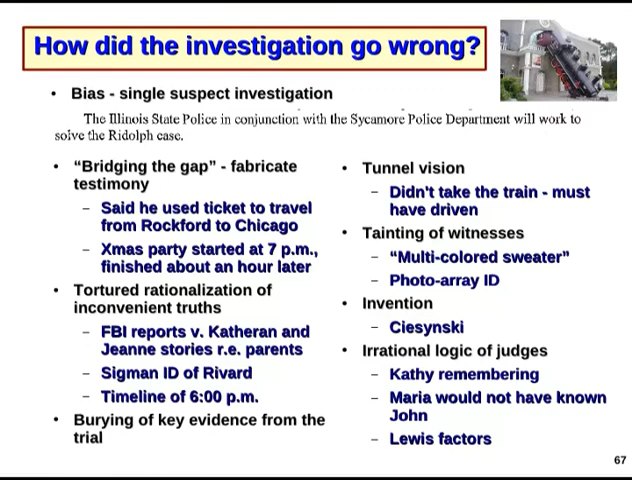 How did the investigation go wrong?
• Bias - single suspect investigation
The Illinois State Police in conjunction with the Sycamore Police Department will work to
solve the Ridolph case.
• “Bridging the gap” - fabricate
testimony
– Said he used ticket to travel
from Rockford to Chicago
– Xmas party started at 7 p.m.,
finished about an hour later
• Tortured rationalization of
inconvenient truths
– FBI reports v. Katheran and
Jeanne stories r.e. parents
– Sigman ID of Rivard
– Timeline of 6:00 p.m.
• Burying of key evidence from the
trial
• Tunnel vision
– Didn't take the train - must
have driven
• Tainting of witnesses
– “Multi-colored sweater”
– Photo-array ID
• Invention
– Ciesynski
• Irrational logic of judges
– Kathy remembering
– Maria would not have known
John
– Lewis factors
67